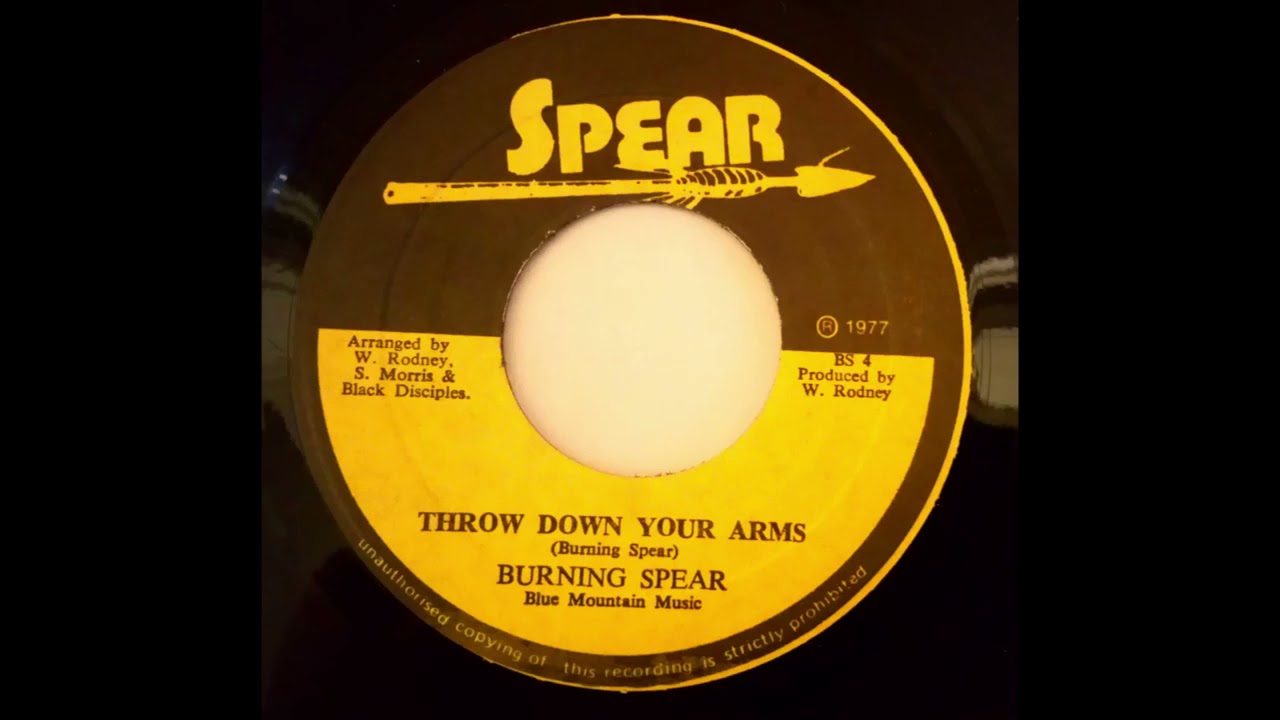 SPEAR
Ⓡ 1977
Arranged by
W. Rodney,
S. Morris &
Black Disciples.
BS 4
Produced by
W. Rodney
THROW DOWN YOUR ARMS
(Burning Spear)
BURNING SPEAR
Blue Mountain Music
unauthorised copying of this recording is strictly prohibited